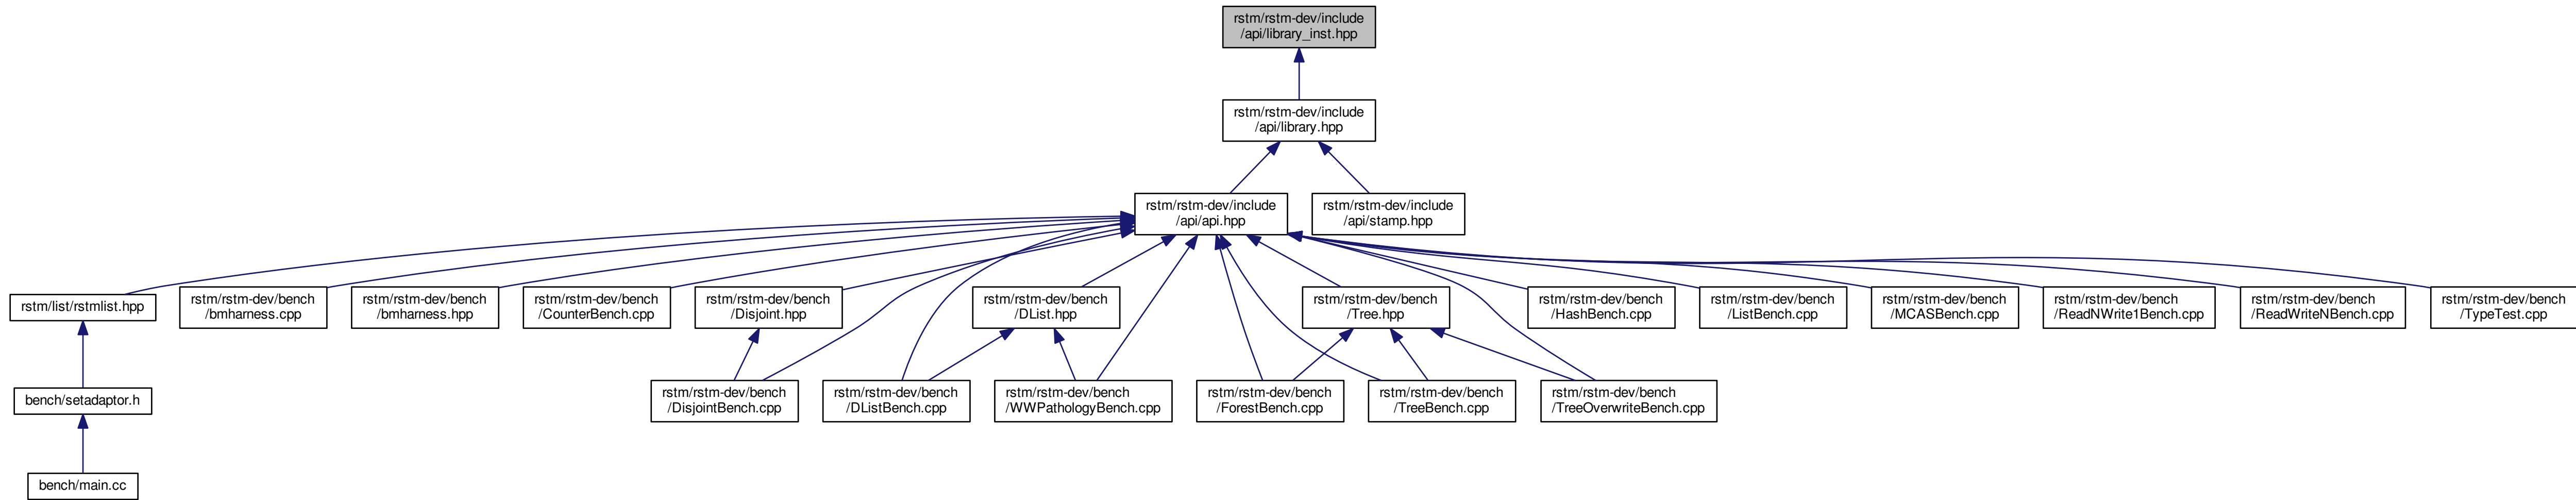 rstm/rstm-dev/include
/api/library_inst.hpp
rstm/rstm-dev/include
/api/library.hpp
rstm/rstm-dev/include
/api/api.hpp
rstm/rstm-dev/include
/api/stamp.hpp
rstm/list/rstmlist.hpp
rstm/rstm-dev/bench
/bmharness.cpp
rstm/rstm-dev/bench
/bmharness.hpp
rstm/rstm-dev/bench
/CounterBench.cpp
rstm/rstm-dev/bench
/Disjoint.hpp
rstm/rstm-dev/bench
/DList.hpp
rstm/rstm-dev/bench
/Tree.hpp
rstm/rstm-dev/bench
/HashBench.cpp
rstm/rstm-dev/bench
/ListBench.cpp
rstm/rstm-dev/bench
/MCASBench.cpp
rstm/rstm-dev/bench
/ReadNWrite1Bench.cpp
rstm/rstm-dev/bench
/ReadWriteNBench.cpp
rstm/rstm-dev/bench
/TypeTest.cpp
bench/setadaptor.h
rstm/rstm-dev/bench
/DisjointBench.cpp
rstm/rstm-dev/bench
/DListBench.cpp
rstm/rstm-dev/bench
/WWPathologyBench.cpp
rstm/rstm-dev/bench
/ForestBench.cpp
rstm/rstm-dev/bench
/TreeBench.cpp
rstm/rstm-dev/bench
/TreeOverwriteBench.cpp
bench/main.cc